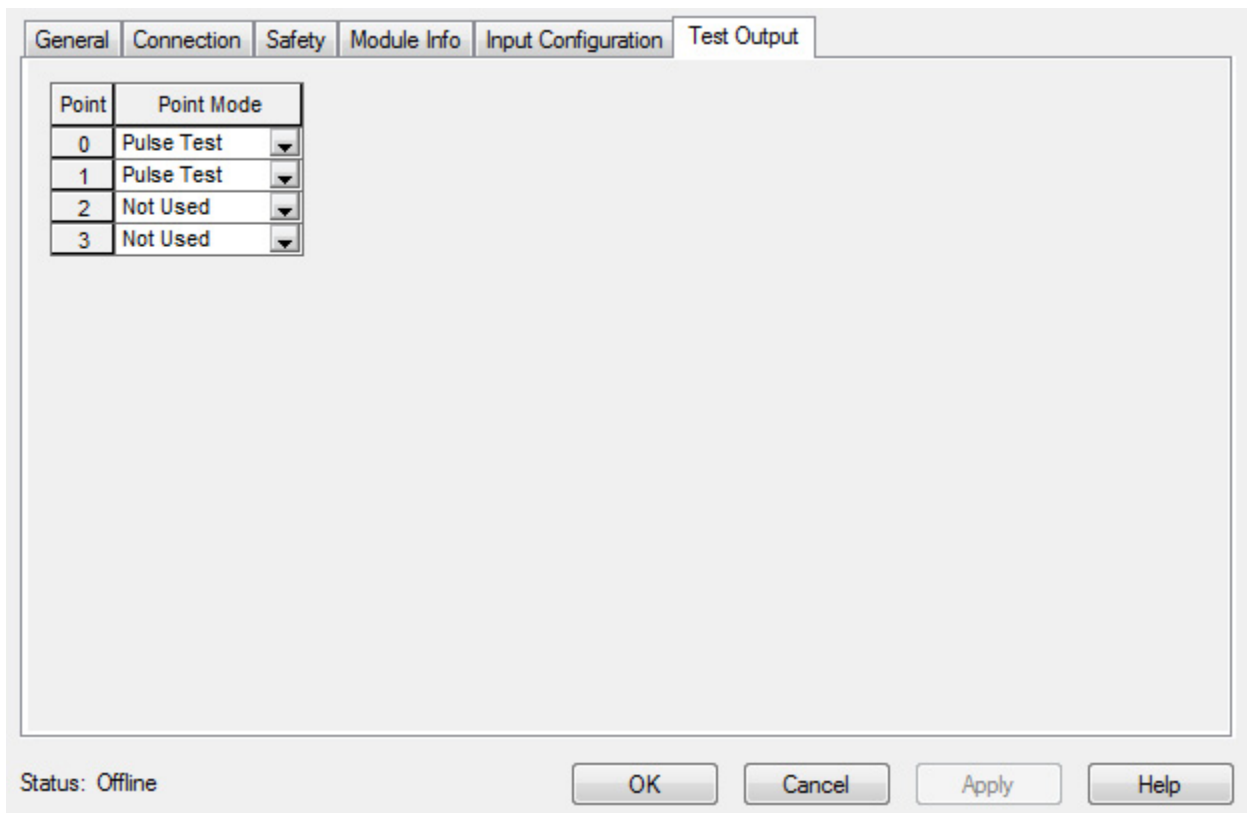 General Connection Safety Module Info Input Configuration Test Output
Point Point Mode
0 Pulse Test
1 Pulse Test
2 Not Used
3 Not Used
Status: Offline OK Cancel Apply Help